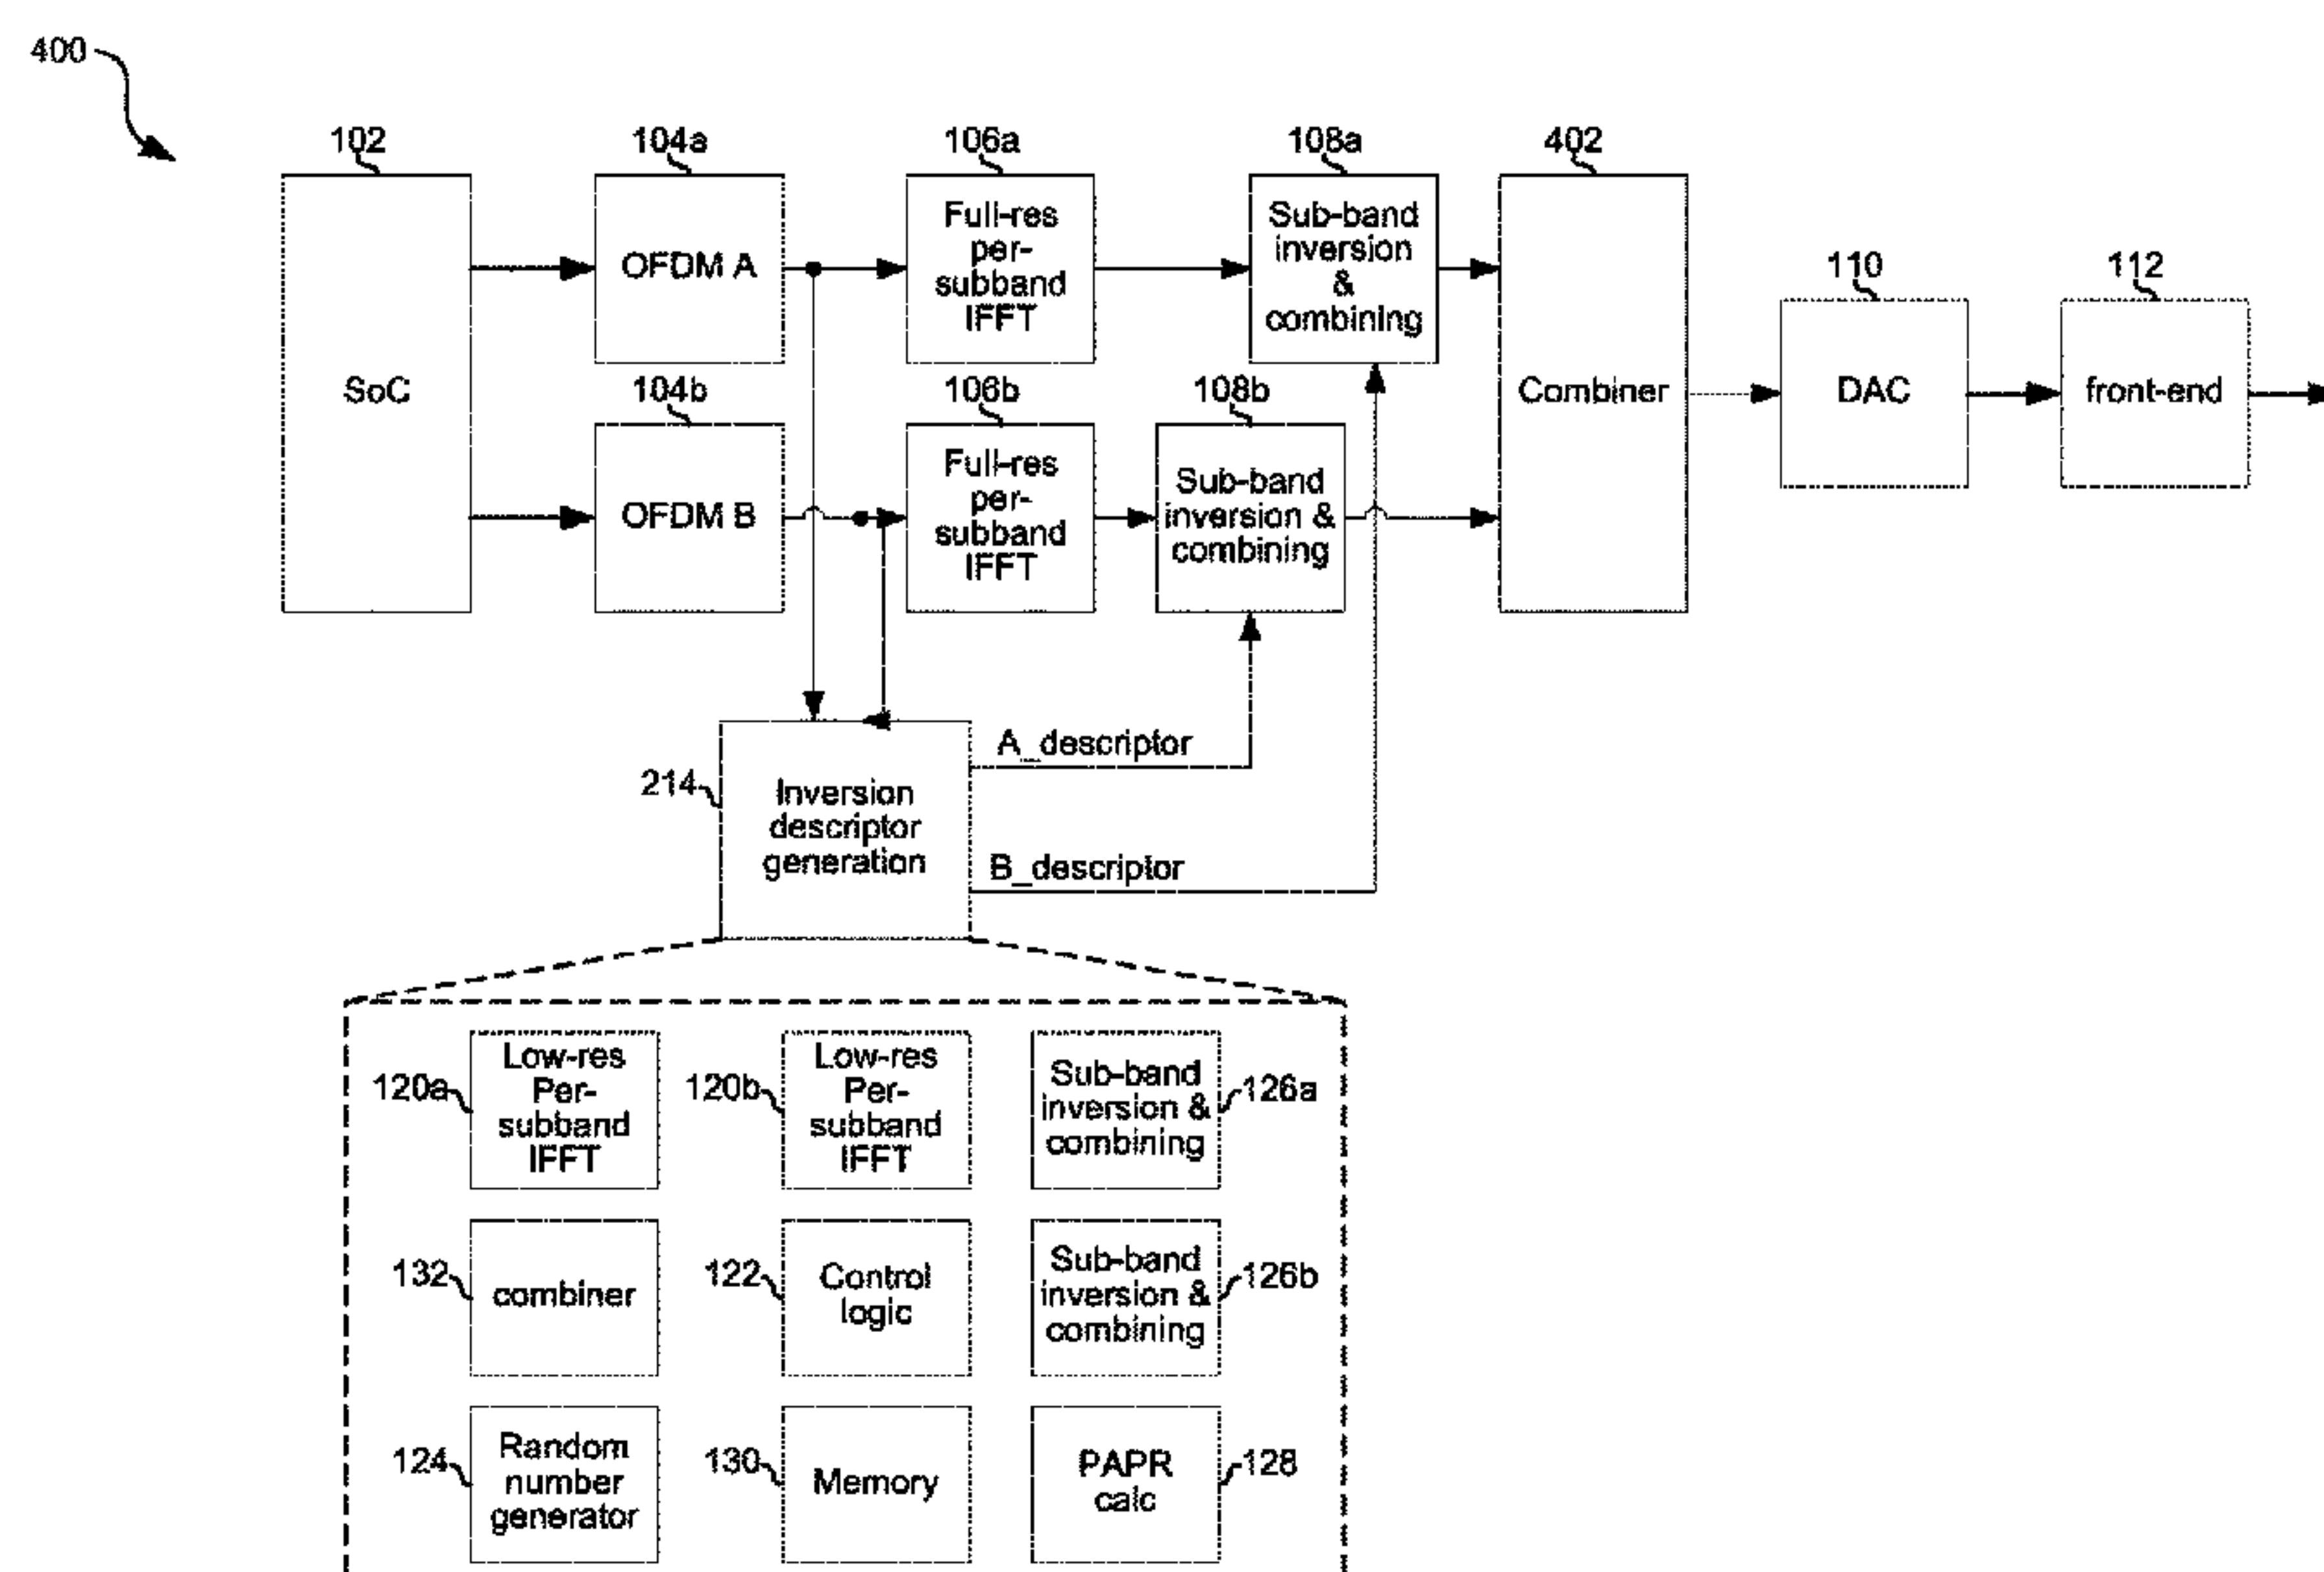 400
102
104a
106a
108a
402
SoC
OFDM A
Full-res
per-
subband
IFFT
Sub-band
inversion
&
combining
Combiner
110
DAC
112
front-end
104b
106b
108b
OFDM B
Full-res
per-
subband
IFFT
Sub-band
inversion &
combining
214
Inversion
descriptor
generation
A_descriptor
B_descriptor
120a
Low-res
Per-
subband
IFFT
120b
Low-res
Per-
subband
IFFT
Sub-band
inversion &
combining
126a
132
combiner
122
Control
logic
Sub-band
inversion &
combining
126b
124
Random
number
generator
130
Memory
PAPR
calc
128